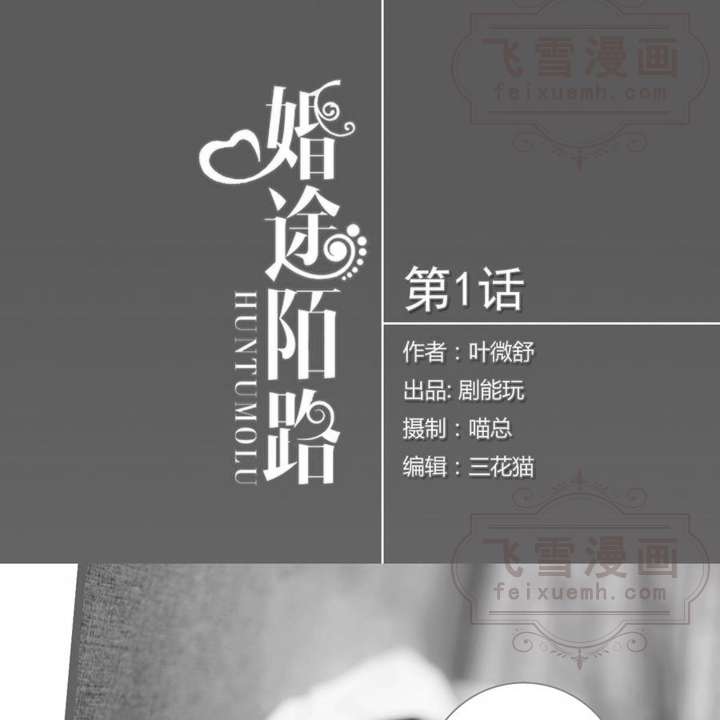 飞雪漫画
feixuemh.com
婚途陌路
HUNTUMOLU
第1话
作者：叶微舒
出品: 剧能玩
摄制：喵总
编辑：三花猫
飞雪漫画
feixuemh.com